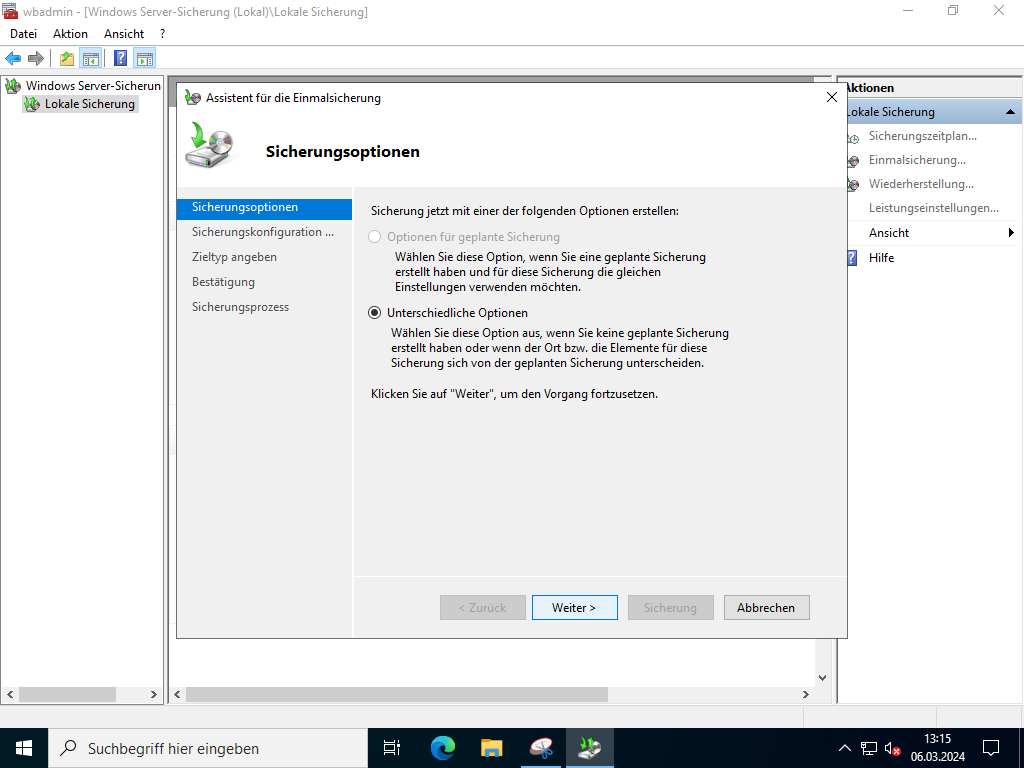 wbadmin - [Windows Server-Sicherung (Lokal)\Lokale Sicherung]
Datei Aktion Ansicht ?
Windows Server-Sicherun
Lokale Sicherung
Assistent für die Einmalsicherung
Sicherungsoptionen
Sicherungsoptionen
Sicherungskonfiguration ...
Zieltyp angeben
Bestätigung
Sicherungsprozess
Sicherung jetzt mit einer der folgenden Optionen erstellen:
Optionen für geplante Sicherung
Wählen Sie diese Option, wenn Sie eine geplante Sicherung
erstellt haben und für diese Sicherung die gleichen
Einstellungen verwenden möchten.
Unterschiedliche Optionen
Wählen Sie diese Option aus, wenn Sie keine geplante Sicherung
erstellt haben oder wenn der Ort bzw. die Elemente für diese
Sicherung sich von der geplanten Sicherung unterscheiden.
Klicken Sie auf "Weiter", um den Vorgang fortzusetzen.
< Zurück Weiter > Sicherung Abbrechen
Aktionen
Lokale Sicherung
Sicherungszeitplan...
Einmalsicherung...
Wiederherstellung...
Leistungseinstellungen...
Ansicht
Hilfe
Suchbegriff hier eingeben
13:15
06.03.2024